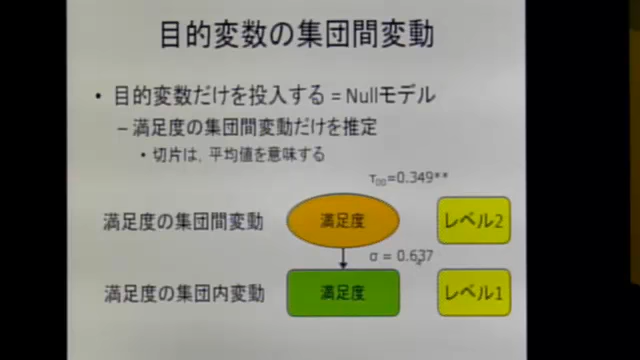 目的変数の集団間変動
• 目的変数だけを投入する = Nullモデル
– 満足度の集団間変動だけを推定
• 切片は，平均値を意味する
τ₀₀=0.349**
満足度の集団間変動 満足度 レベル2
σ = 0.637
満足度の集団内変動 満足度 レベル1